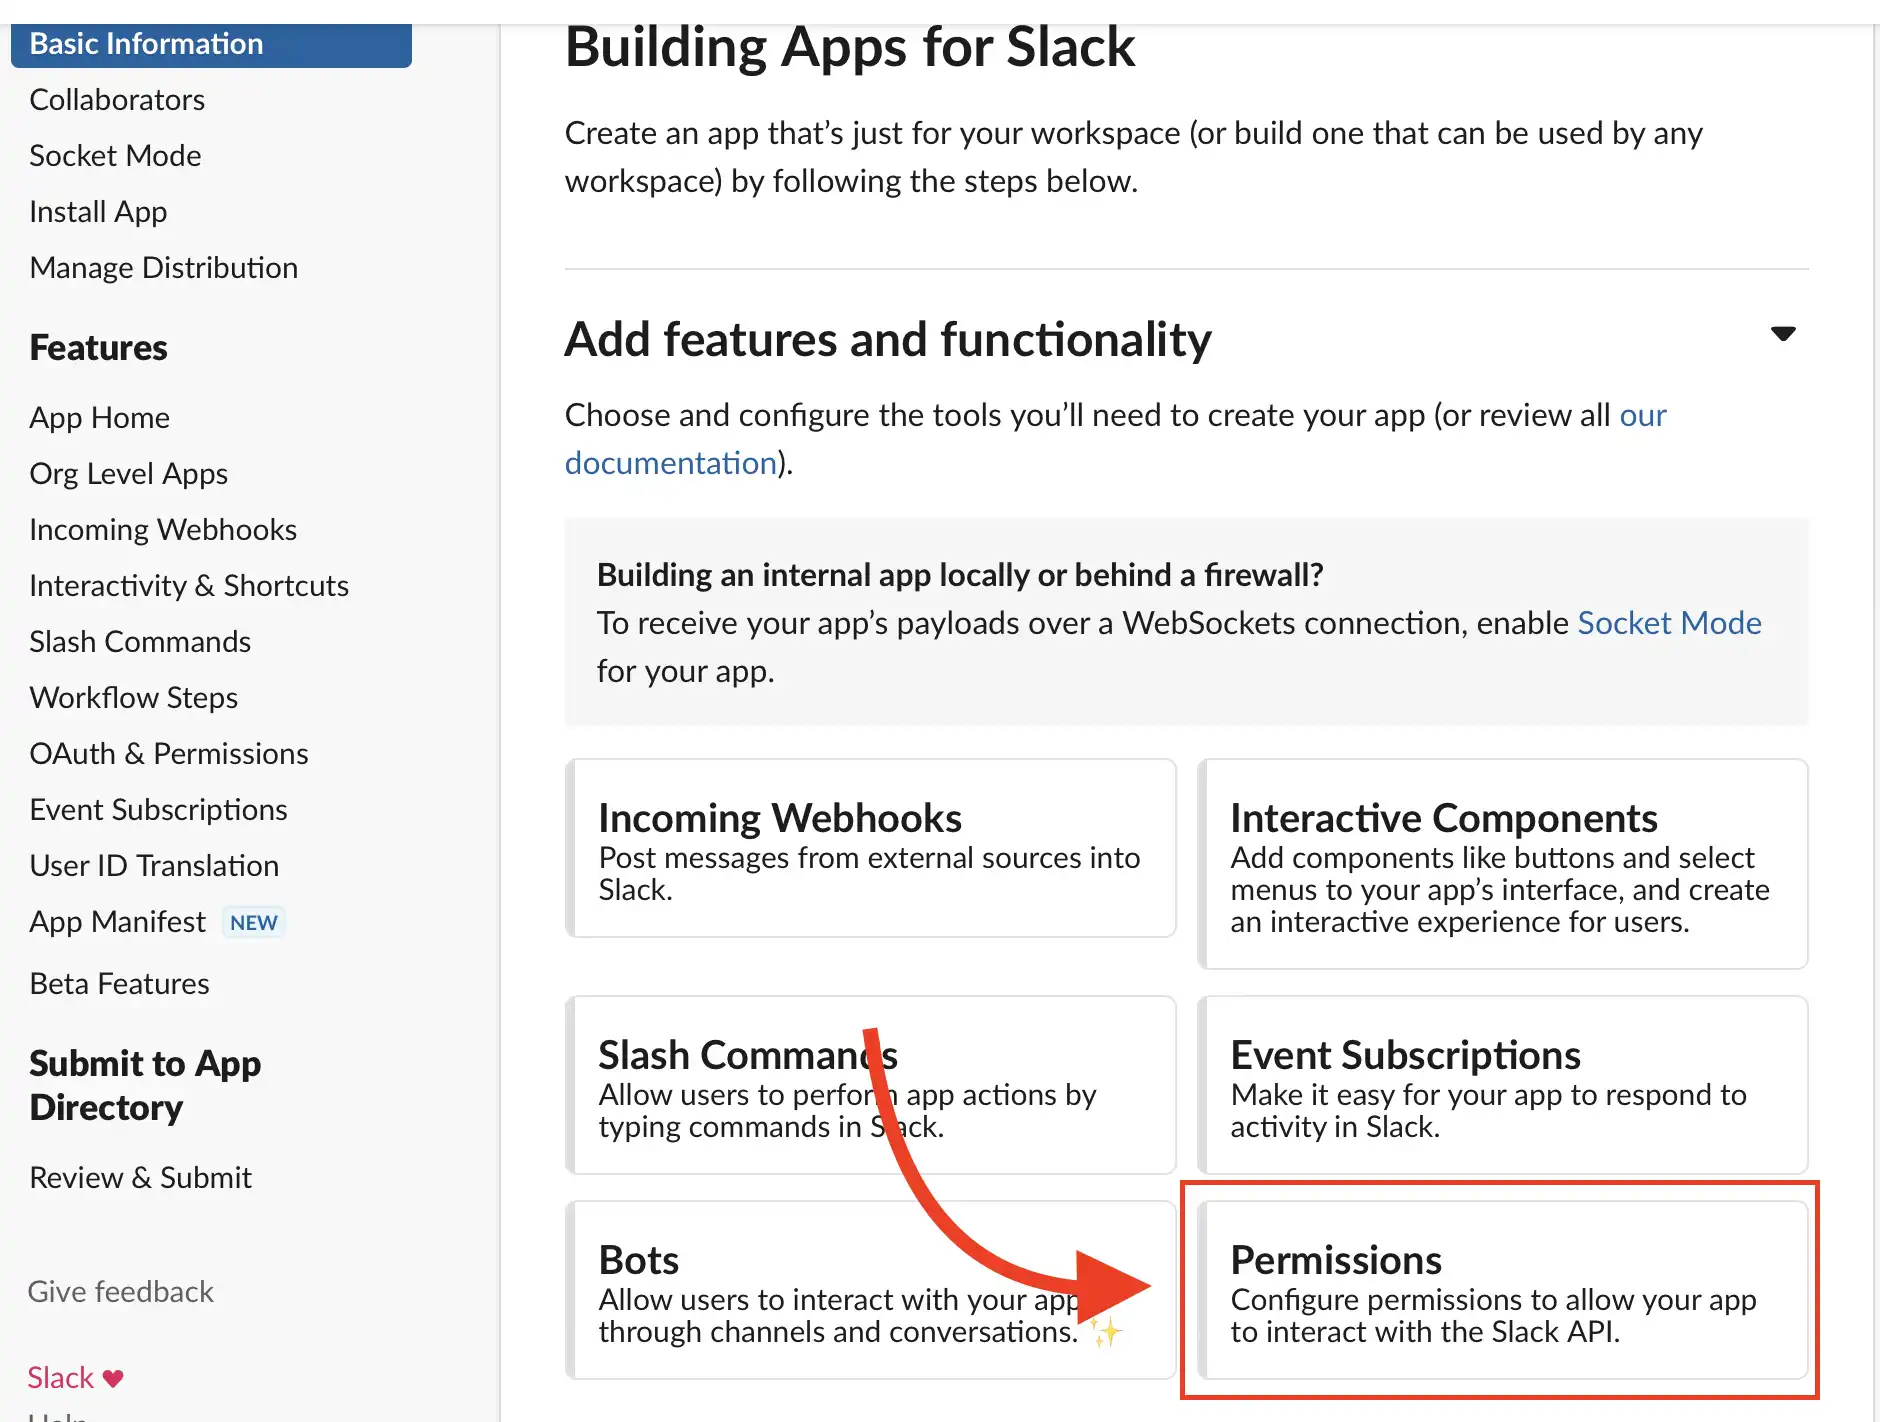 Basic Information
Collaborators
Socket Mode
Install App
Manage Distribution
Features
App Home
Org Level Apps
Incoming Webhooks
Interactivity & Shortcuts
Slash Commands
Workflow Steps
OAuth & Permissions
Event Subscriptions
User ID Translation
App Manifest NEW
Beta Features
Submit to App
Directory
Review & Submit
Give feedback
Slack ♥
Building Apps for Slack
Create an app that’s just for your workspace (or build one that can be used by any
workspace) by following the steps below.
Add features and functionality
Choose and configure the tools you’ll need to create your app (or review all our
documentation).
Building an internal app locally or behind a firewall?
To receive your app’s payloads over a WebSockets connection, enable Socket Mode
for your app.
Incoming Webhooks
Post messages from external sources into
Slack.
Interactive Components
Add components like buttons and select
menus to your app’s interface, and create
an interactive experience for users.
Slash Commands
Allow users to perform app actions by
typing commands in Slack.
Event Subscriptions
Make it easy for your app to respond to
activity in Slack.
Bots
Allow users to interact with your app
through channels and conversations. ✨
Permissions
Configure permissions to allow your app
to interact with the Slack API.